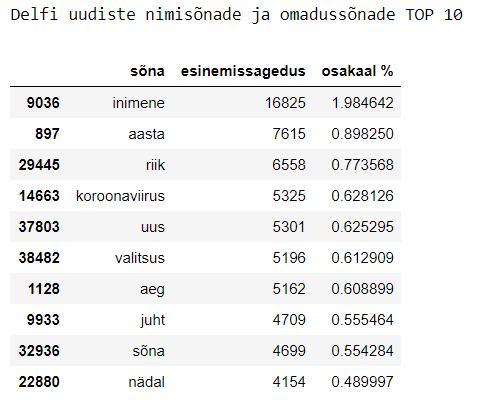 Delfi uudiste nimisõnade ja omadussõnade TOP 10
sõna esinemissagedus osakaal %
9036 inimene 16825 1.984642
897 aasta 7615 0.898250
29445 riik 6558 0.773568
14663 koroonaviirus 5325 0.628126
37803 uus 5301 0.625295
38482 valitsus 5196 0.612909
1128 aeg 5162 0.608899
9933 juht 4709 0.555464
32936 sõna 4699 0.554284
22880 nädal 4154 0.489997